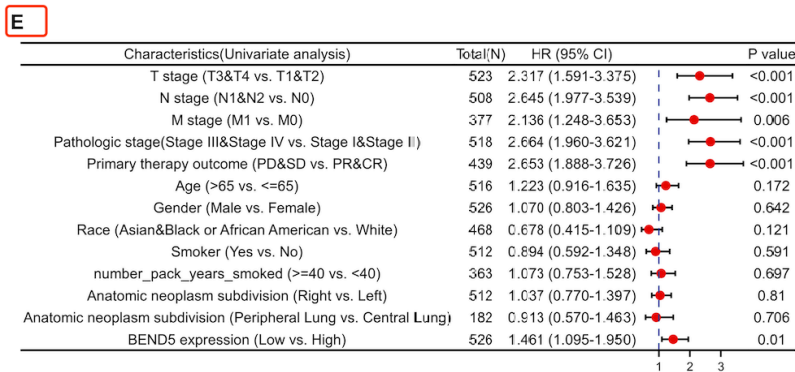 E
Characteristics(Univariate analysis) Total(N) HR (95% CI) P value
T stage (T3&T4 vs. T1&T2) 523 2.317 (1.591-3.375) <0.001
N stage (N1&N2 vs. N0) 508 2.645 (1.977-3.539) <0.001
M stage (M1 vs. M0) 377 2.136 (1.248-3.653) 0.006
Pathologic stage(Stage III&Stage IV vs. Stage I&Stage II) 518 2.664 (1.960-3.621) <0.001
Primary therapy outcome (PD&SD vs. PR&CR) 439 2.653 (1.888-3.726) <0.001
Age (>65 vs. <=65) 516 1.223 (0.916-1.635) 0.172
Gender (Male vs. Female) 526 1.070 (0.803-1.426) 0.642
Race (Asian&Black or African American vs. White) 468 0.678 (0.415-1.109) 0.121
Smoker (Yes vs. No) 512 0.894 (0.592-1.348) 0.591
number_pack_years_smoked (>=40 vs. <40) 363 1.073 (0.753-1.528) 0.697
Anatomic neoplasm subdivision (Right vs. Left) 512 1.037 (0.770-1.397) 0.81
Anatomic neoplasm subdivision (Peripheral Lung vs. Central Lung) 182 0.913 (0.570-1.463) 0.706
BEND5 expression (Low vs. High) 526 1.461 (1.095-1.950) 0.01
1 2 3